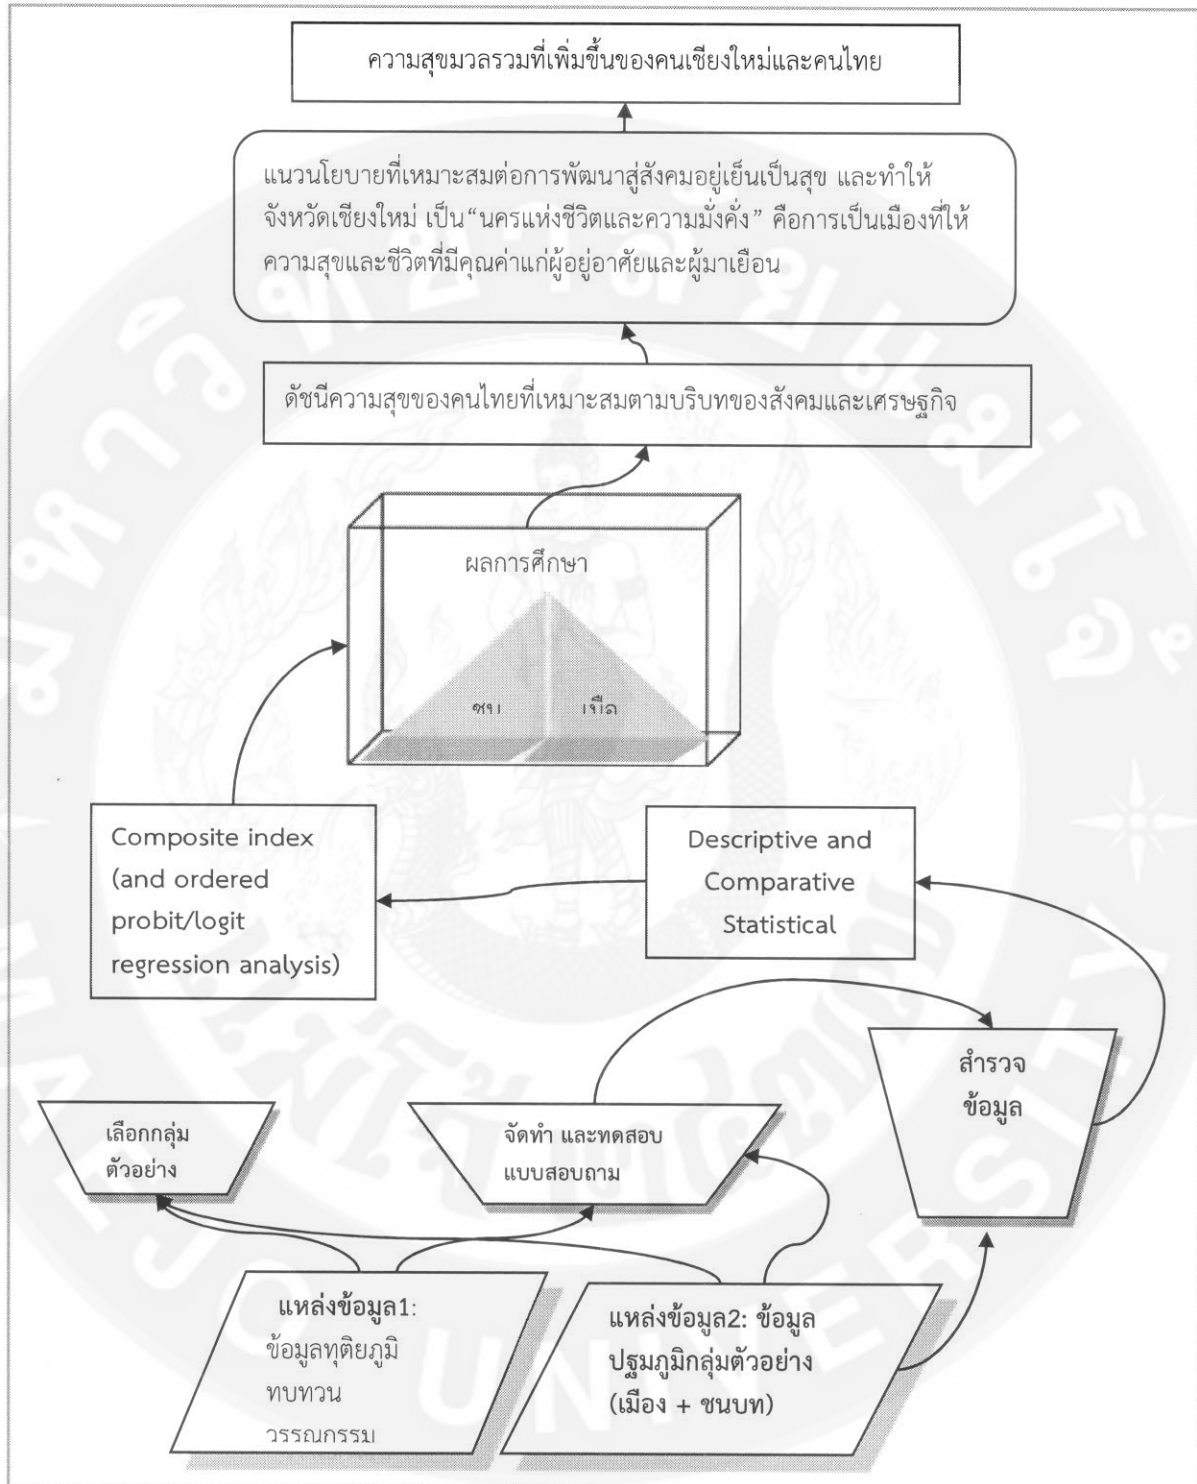 ความสุขมวลรวมที่เพิ่มขึ้นของคนเชียงใหม่และคนไทย
แนวนโยบายที่เหมาะสมต่อการพัฒนาสู่สังคมอยู่เย็นเป็นสุข และทำให้
จังหวัดเชียงใหม่ เป็น“นครแห่งชีวิตและความมั่งคั่ง” คือการเป็นเมืองที่ให้
ความสุขและชีวิตที่มีคุณค่าแก่ผู้อยู่อาศัยและผู้มาเยือน
ดัชนีความสุขของคนไทยที่เหมาะสมตามบริบทของสังคมและเศรษฐกิจ
ผลการศึกษา
Composite index
(and ordered
probit/logit
regression analysis)
Descriptive and
Comparative
Statistical
สำรวจ
ข้อมูล
เลือกกลุ่ม
ตัวอย่าง
จัดทำ และทดสอบ
แบบสอบถาม
แหล่งข้อมูล1:
ข้อมูลทุติยภูมิ
ทบทวน
วรรณกรรม
แหล่งข้อมูล2: ข้อมูล
ปฐมภูมิกลุ่มตัวอย่าง
(เมือง + ชนบท)
มหาวิทยาลัยแม่โจ้
MAEJO UNIVERSITY